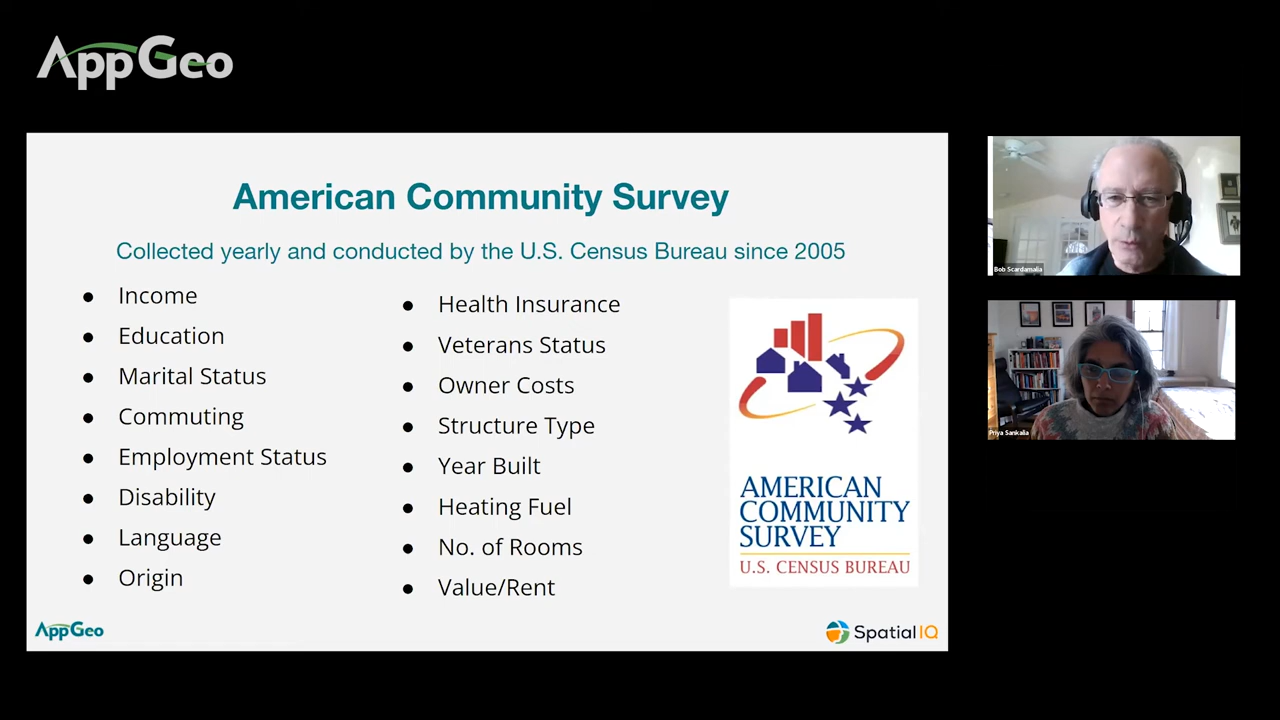 AppGeo
American Community Survey
Collected yearly and conducted by the U.S. Census Bureau since 2005
● Income
● Education
● Marital Status
● Commuting
● Employment Status
● Disability
● Language
● Origin
● Health Insurance
● Veterans Status
● Owner Costs
● Structure Type
● Year Built
● Heating Fuel
● No. of Rooms
● Value/Rent
AMERICAN
COMMUNITY
SURVEY
U.S. CENSUS BUREAU
AppGeo
Spatial IQ
Bob Scardamalia
Priya Sankalia